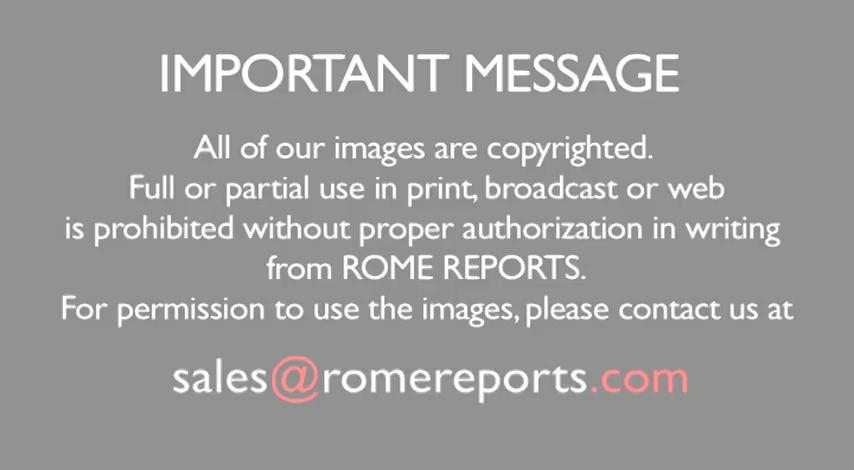 IMPORTANT MESSAGE
All of our images are copyrighted.
Full or partial use in print, broadcast or web
is prohibited without proper authorization in writing
from ROME REPORTS.
For permission to use the images, please contact us at
sales@romereports.com